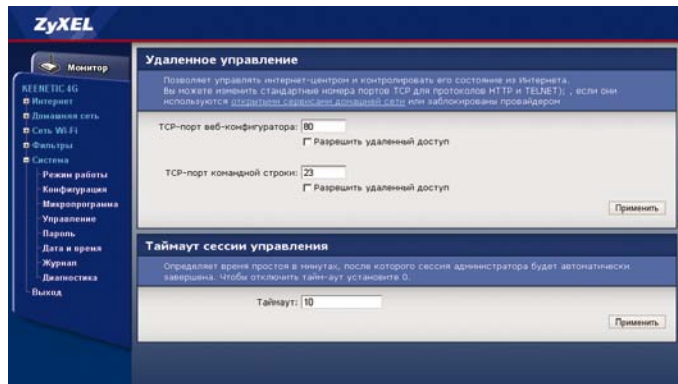 ZyXEL
Монитор
KEENETIC 4G
Интернет
Домашняя сеть
Сеть Wi-Fi
Фильтры
Система
Режим работы
Конфигурация
Микропрограмма
Управление
Пароль
Дата и время
Журнал
Диагностика
Выход
Удаленное управление
Позволяет управлять интернет-центром и контролировать его состояние из Интернета.
Вы можете изменить стандартные номера портов TCP для протоколов HTTP и TELNET); , если они
используются открытыми сервисами домашней сети или заблокированы провайдером
TCP-порт веб-конфигуратора: 80
Разрешить удаленный доступ
TCP-порт командной строки: 23
Разрешить удаленный доступ
Применить
Таймаут сессии управления
Определяет время простоя в минутах, после которого сессия администратора будет автоматически
завершена. Чтобы отключить тайм-аут установите 0.
Таймаут: 10
Применить